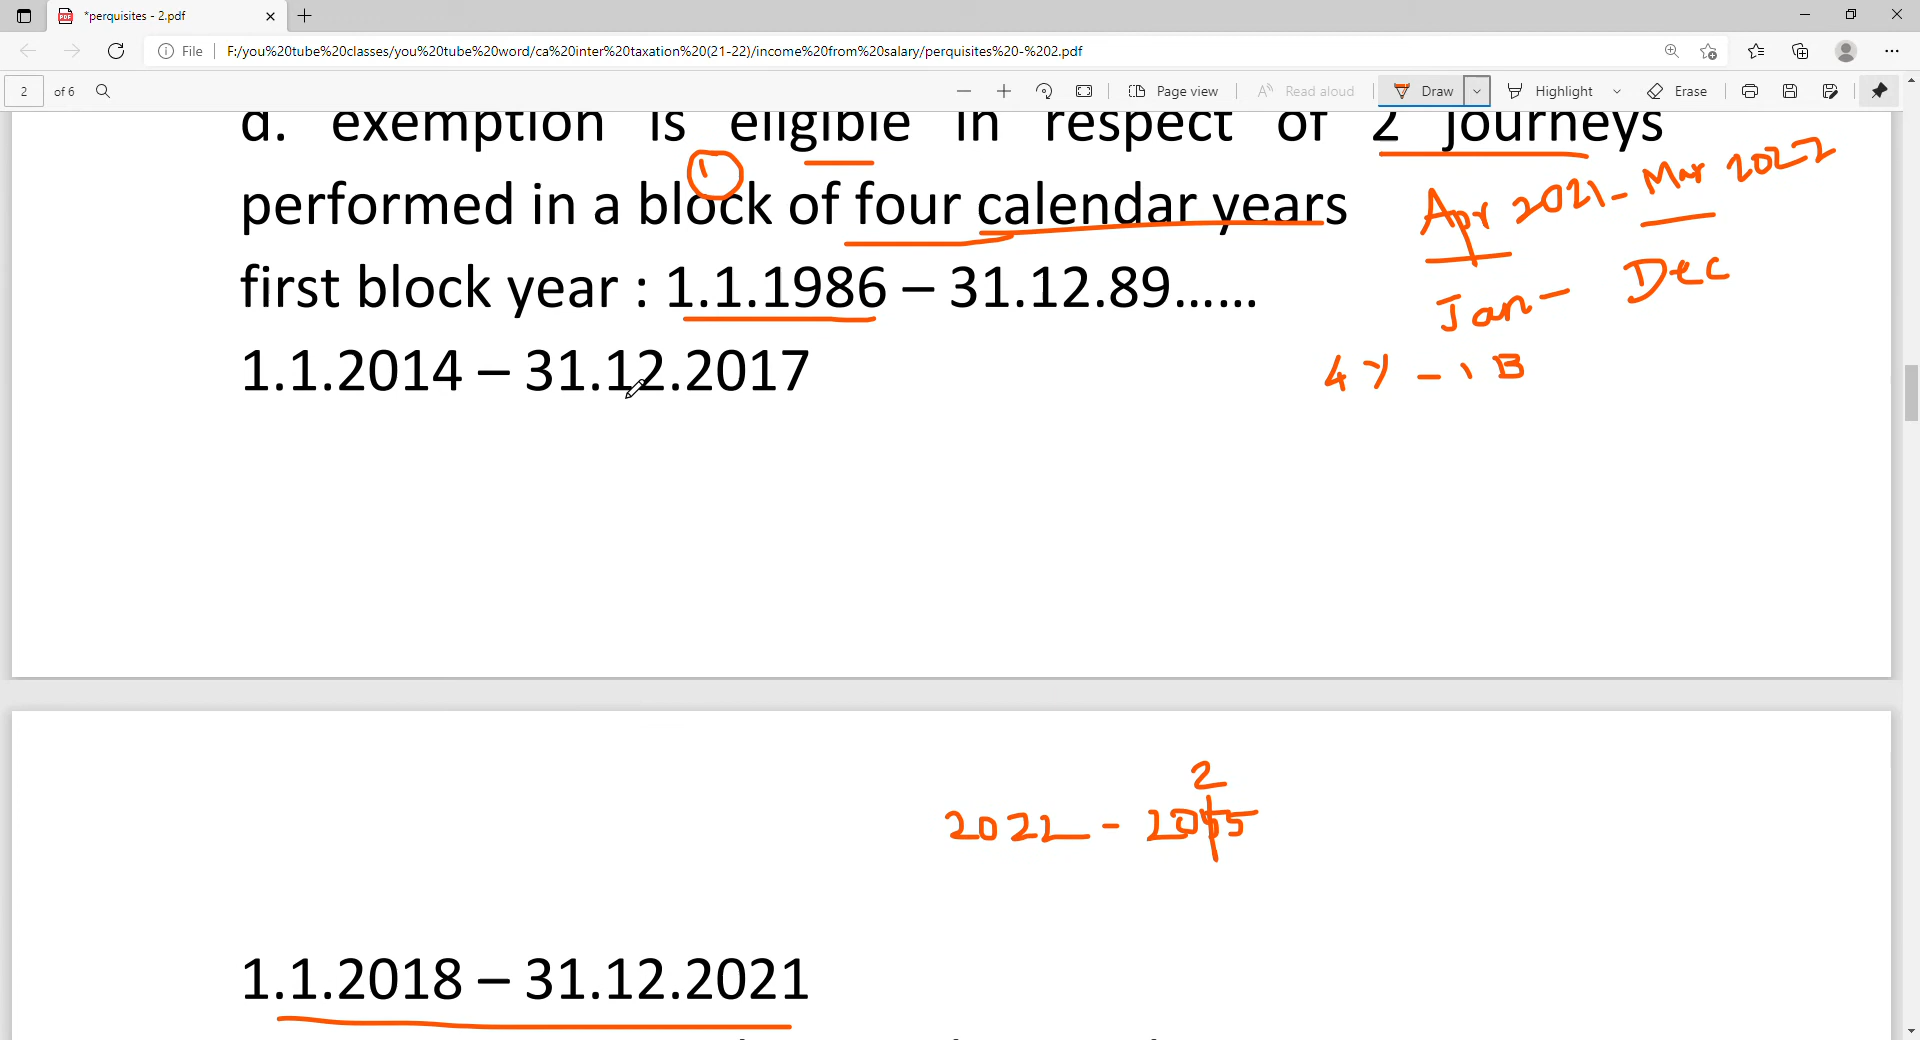 *perquisites - 2.pdf
File | F:/you%20tube%20classes/you%20tube%20word/ca%20inter%20taxation%20(21-22)/income%20from%20salary/perquisites%20-%202.pdf
2 of 6 Page view Read aloud Draw Highlight Erase
d. exemption is eligible in respect of 2 journeys
1
performed in a block of four calendar years
Apr 2021 - Mar 2022
first block year : 1.1.1986 – 31.12.89......
Jan - Dec
1.1.2014 – 31.12.2017
4 Y - 1 B
2
2022 - 2045
1.1.2018 – 31.12.2021